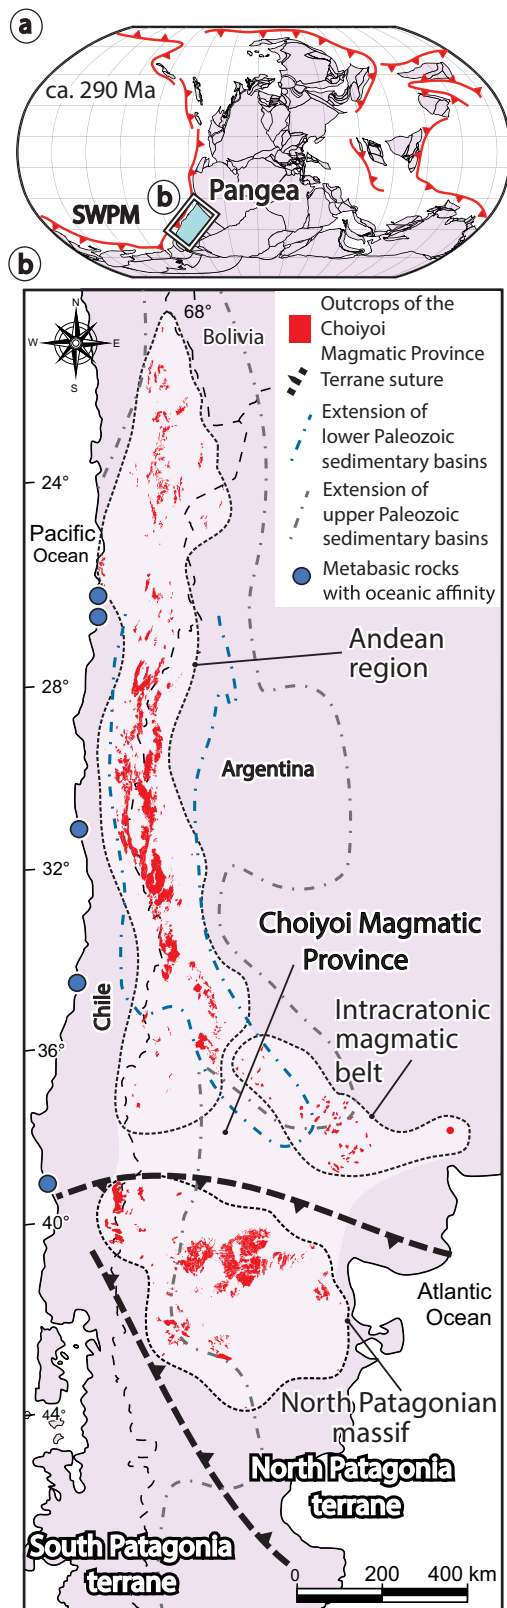 a
ca. 290 Ma
b
Pangea
SWPM
b
N
W
E
S
68°
Bolivia
Outcrops of the
Choiyoi
Magmatic Province
Terrane suture
Extension of
lower Paleozoic
sedimentary basins
Extension of
upper Paleozoic
sedimentary basins
Metabasic rocks
with oceanic affinity
24°
Pacific
Ocean
Andean
region
28°
Argentina
32°
Choiyoi Magmatic
Province
Chile
Intracratonic
magmatic
belt
36°
40°
Atlantic
Ocean
North Patagonian
massif
44°
North Patagonia
terrane
South Patagonia
terrane
0
200
400 km